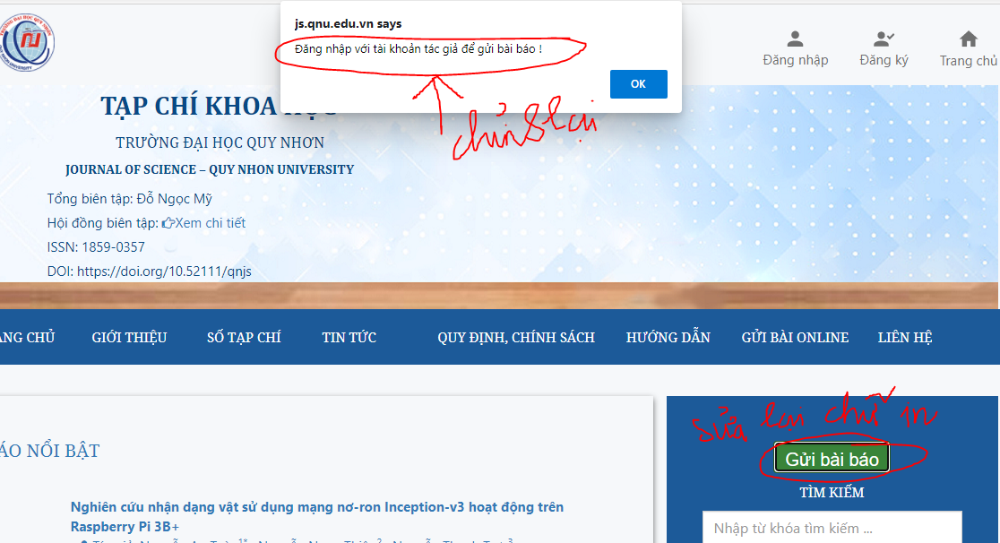 js.qnu.edu.vn says
Đăng nhập với tài khoản tác giả để gửi bài báo !
OK
Đăng nhập
Đăng ký
Trang chủ
TẠP CHÍ KHOA HỌC
lại
TRƯỜNG ĐẠI HỌC QUY NHƠN
JOURNAL OF SCIENCE – QUY NHON UNIVERSITY
Tổng biên tập: Đỗ Ngọc Mỹ
Hội đồng biên tập: Xem chi tiết
ISSN: 1859-0357
DOI: https://doi.org/10.52111/qnjs
ANG CHỦ GIỚI THIỆU SỐ TẠP CHÍ TIN TỨC QUY ĐỊNH, CHÍNH SÁCH HƯỚNG DẪN GỬI BÀI ONLINE LIÊN HỆ
sửa lại chữ in
ÁO NỔI BẬT
Gửi bài báo
TÌM KIẾM
Nghiên cứu nhận dạng vật sử dụng mạng nơ-ron Inception-v3 hoạt động trên
Raspberry Pi 3B+
Nhập từ khóa tìm kiếm ...